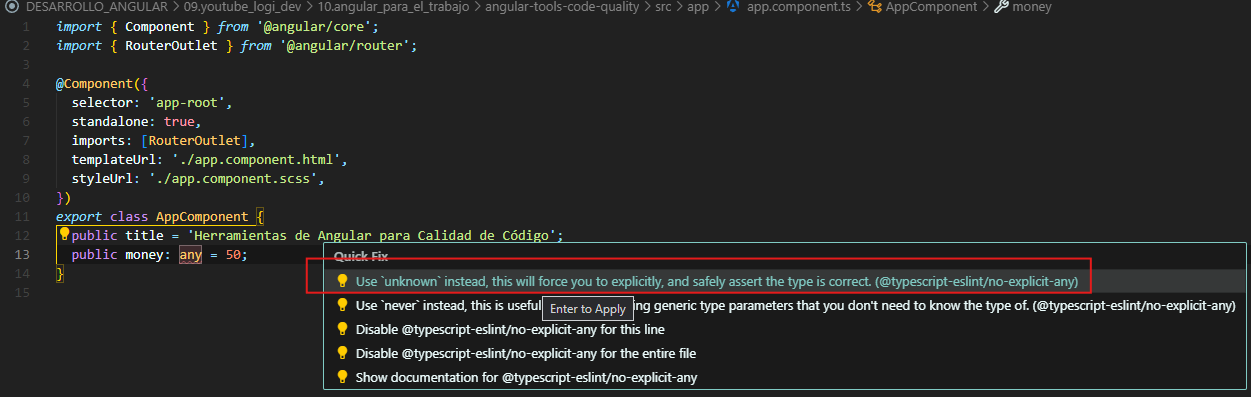 DESARROLLO_ANGULAR > 09.youtube_logi_dev > 10.angular_para_el_trabajo > angular-tools-code-quality > src > app > app.component.ts > AppComponent > money
1 import { Component } from '@angular/core';
2 import { RouterOutlet } from '@angular/router';
3
4 @Component({
5 selector: 'app-root',
6 standalone: true,
7 imports: [RouterOutlet],
8 templateUrl: './app.component.html',
9 styleUrl: './app.component.scss',
10 })
11 export class AppComponent {
12 public title = 'Herramientas de Angular para Calidad de Código';
13 public money: any = 50;
14 }
15
Quick Fix
Use `unknown` instead, this will force you to explicitly, and safely assert the type is correct. (@typescript-eslint/no-explicit-any)
Use `never` instead, this is useful ing generic type parameters that you don't need to know the type of. (@typescript-eslint/no-explicit-any)
Enter to Apply
Disable @typescript-eslint/no-explicit-any for this line
Disable @typescript-eslint/no-explicit-any for the entire file
Show documentation for @typescript-eslint/no-explicit-any